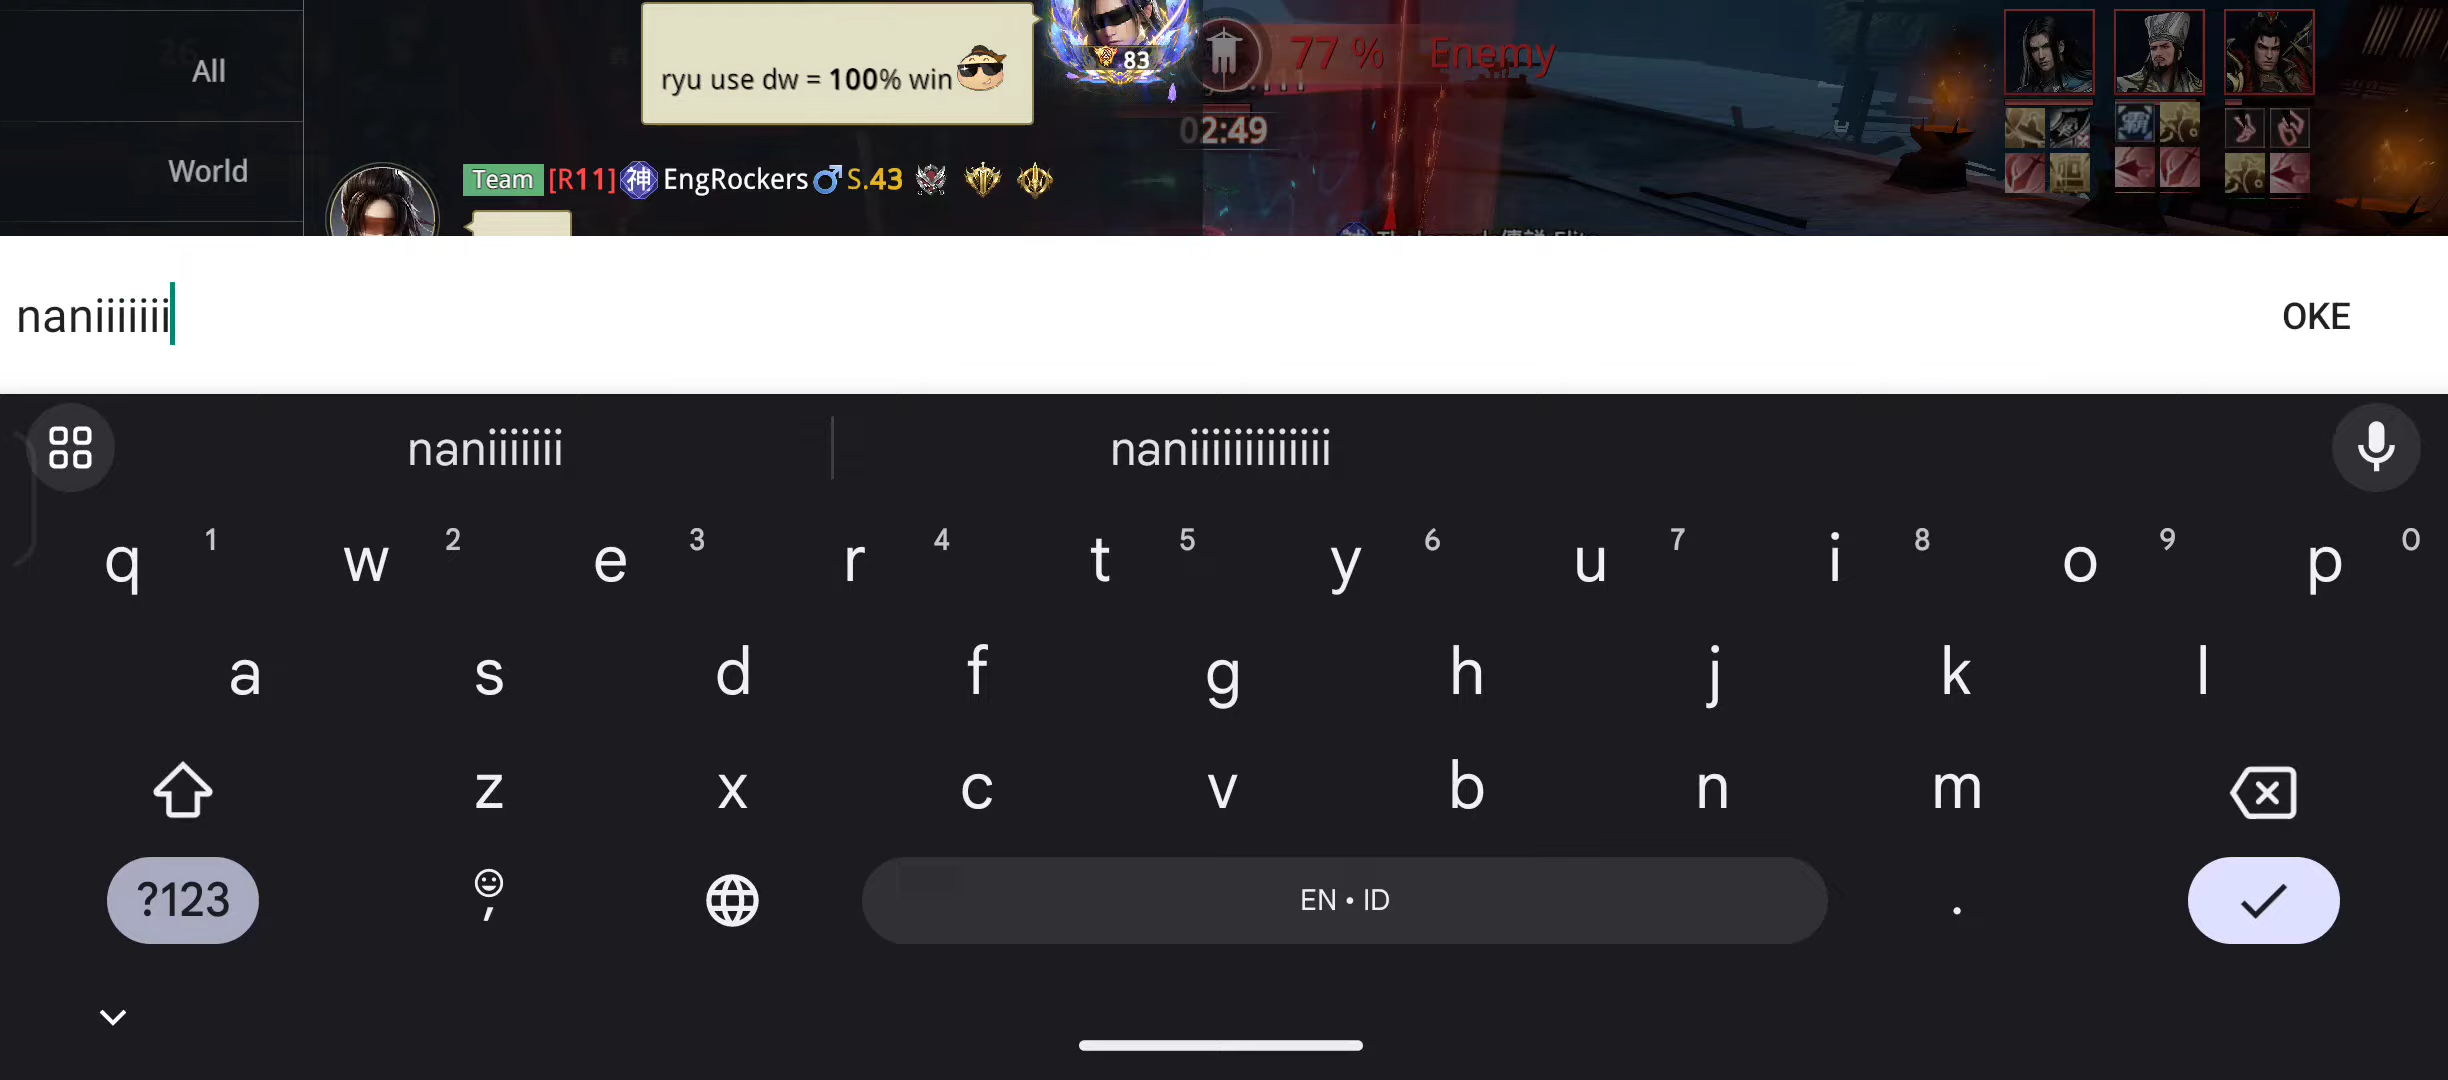 All
World
ryu use dw = 100% win
83
77 % Enemy
02:49
Team [R11] 神 EngRockers♂ S.43
霸
naniiiiiii
OKE
naniiiiiii
naniiiiiiiiiiiii
q 1 w 2 e 3 r 4 t 5 y 6 u 7 i 8 o 9 p 0
a s d f g h j k l
z x c v b n m
?123 , EN • ID .